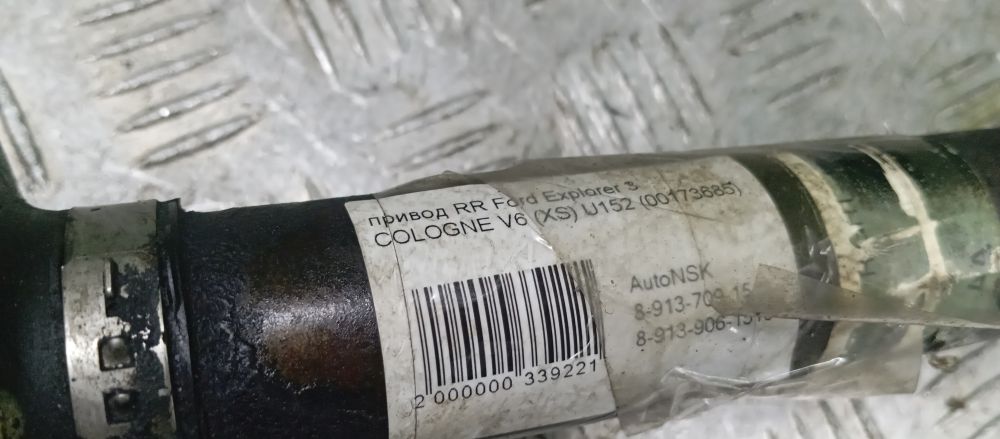 привод RR Ford Explorer 3
COLOGNE V6 (XS) U152 (00173685)
AutoNSK
2 000000 339221